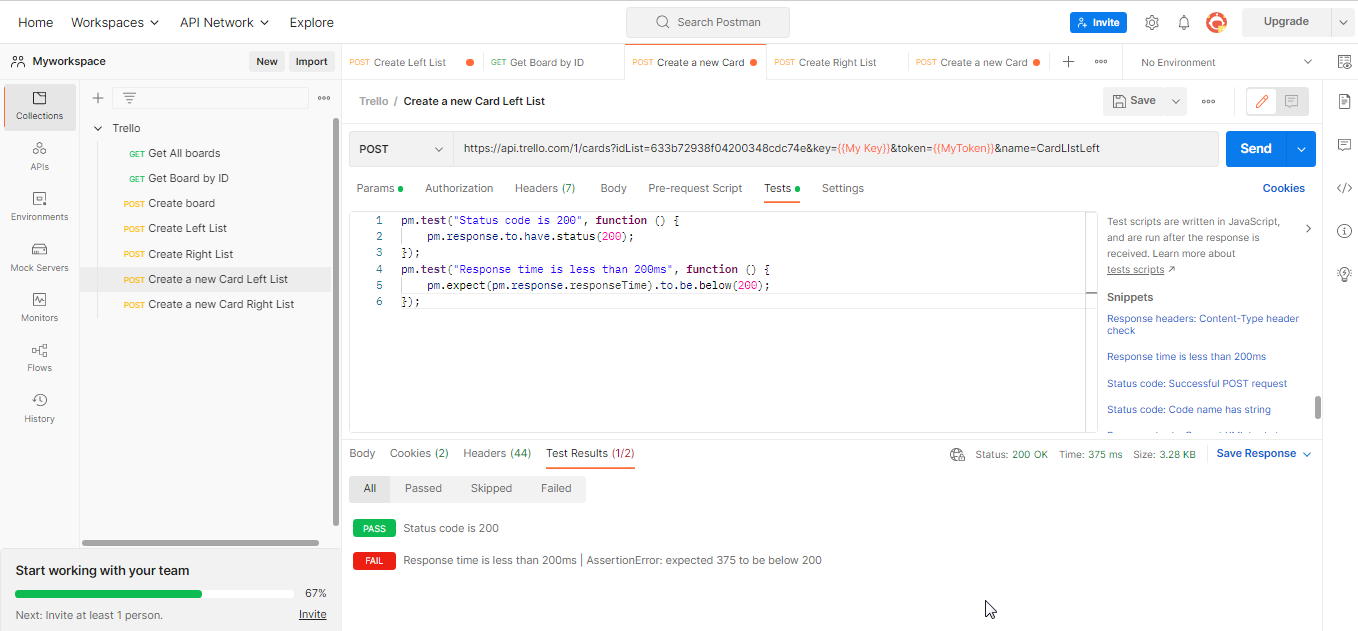 Home Workspaces API Network Explore Search Postman Invite Upgrade
Myworkspace New Import
POST Create Left List GET Get Board by ID POST Create a new Card POST Create Right List POST Create a new Card No Environment
Collections
APIs
Environments
Mock Servers
Monitors
Flows
History
Trello
GET Get All boards
GET Get Board by ID
POST Create board
POST Create Left List
POST Create Right List
POST Create a new Card Left List
POST Create a new Card Right List
Start working with your team
67%
Next: Invite at least 1 person. Invite
Trello / Create a new Card Left List Save
POST https://api.trello.com/1/cards?idList=633b72938f04200348cdc74e&key={{My Key}}&token={{MyToken}}&name=CardLIstLeft Send
Params Authorization Headers (7) Body Pre-request Script Tests Settings Cookies
1 pm.test("Status code is 200", function () {
2 pm.response.to.have.status(200);
3 });
4 pm.test("Response time is less than 200ms", function () {
5 pm.expect(pm.response.responseTime).to.be.below(200);
6 });
Test scripts are written in JavaScript,
and are run after the response is
received. Learn more about
tests scripts
Snippets
Response headers: Content-Type header
check
Response time is less than 200ms
Status code: Successful POST request
Status code: Code name has string
Body Cookies (2) Headers (44) Test Results (1/2) Status: 200 OK Time: 375 ms Size: 3.28 KB Save Response
All Passed Skipped Failed
PASS Status code is 200
FAIL Response time is less than 200ms | AssertionError: expected 375 to be below 200